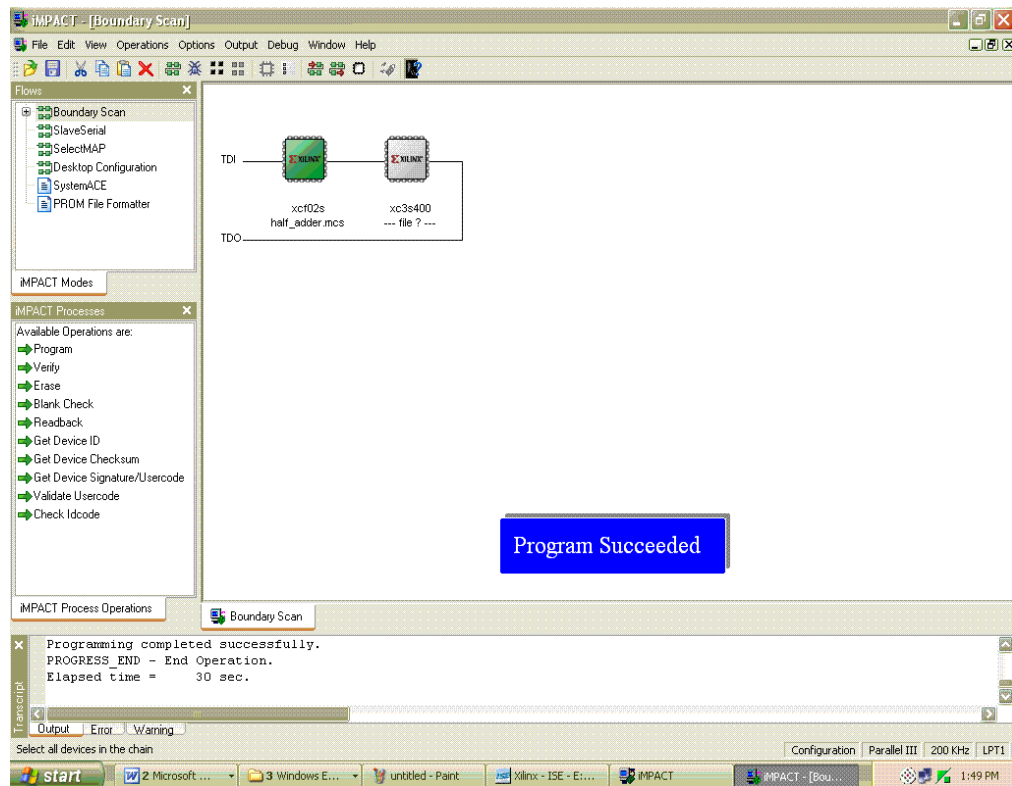 iMPACT - [Boundary Scan]
File Edit View Operations Options Output Debug Window Help
Flows
Boundary Scan
SlaveSerial
SelectMAP
Desktop Configuration
SystemACE
PROM File Formatter
iMPACT Modes
iMPACT Processes
Available Operations are:
Program
Verify
Erase
Blank Check
Readback
Get Device ID
Get Device Checksum
Get Device Signature/Usercode
Validate Usercode
Check Idcode
iMPACT Process Operations
TDI
XILINX XILINX
xcf02s xc3s400
half_adder.mcs --- file ? ---
TDO
Program Succeeded
Boundary Scan
Programming completed successfully.
PROGRESS_END - End Operation.
Elapsed time = 30 sec.
Transcript
Output Error Warning
Select all devices in the chain
Configuration Parallel III 200 KHz LPT1
start 2 Microsoft ... 3 Windows E... untitled - Paint Xilinx - ISE - E:... iMPACT iMPACT - [Bou... 1:49 PM